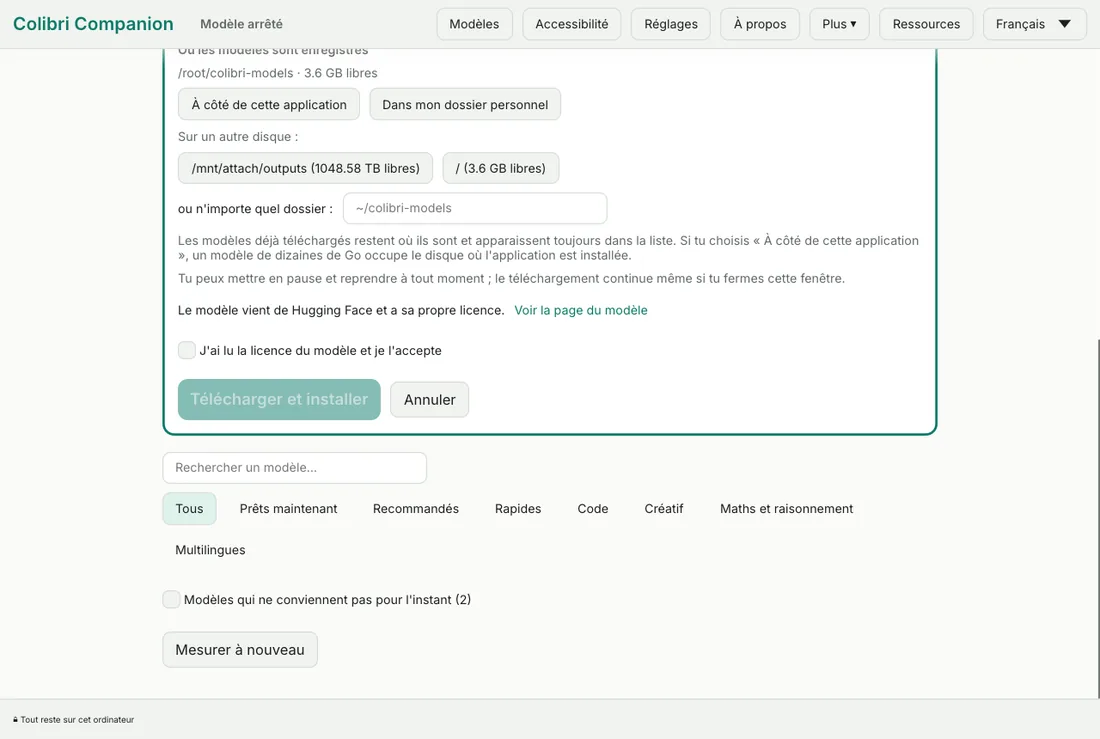 Colibri Companion
Modèle arrêté
Modèles
Accessibilité
Réglages
À propos
Plus ▾
Ressources
Français
Où les modèles sont enregistrés
/root/colibri-models · 3.6 GB libres
À côté de cette application
Dans mon dossier personnel
Sur un autre disque :
/mnt/attach/outputs (1048.58 TB libres)
/ (3.6 GB libres)
ou n'importe quel dossier :
~/colibri-models
Les modèles déjà téléchargés restent où ils sont et apparaissent toujours dans la liste. Si tu choisis « À côté de cette application
», un modèle de dizaines de Go occupe le disque où l'application est installée.
Tu peux mettre en pause et reprendre à tout moment ; le téléchargement continue même si tu fermes cette fenêtre.
Le modèle vient de Hugging Face et a sa propre licence. Voir la page du modèle
J'ai lu la licence du modèle et je l'accepte
Télécharger et installer
Annuler
Rechercher un modèle...
Tous
Prêts maintenant
Recommandés
Rapides
Code
Créatif
Maths et raisonnement
Multilingues
Modèles qui ne conviennent pas pour l'instant (2)
Mesurer à nouveau
Tout reste sur cet ordinateur